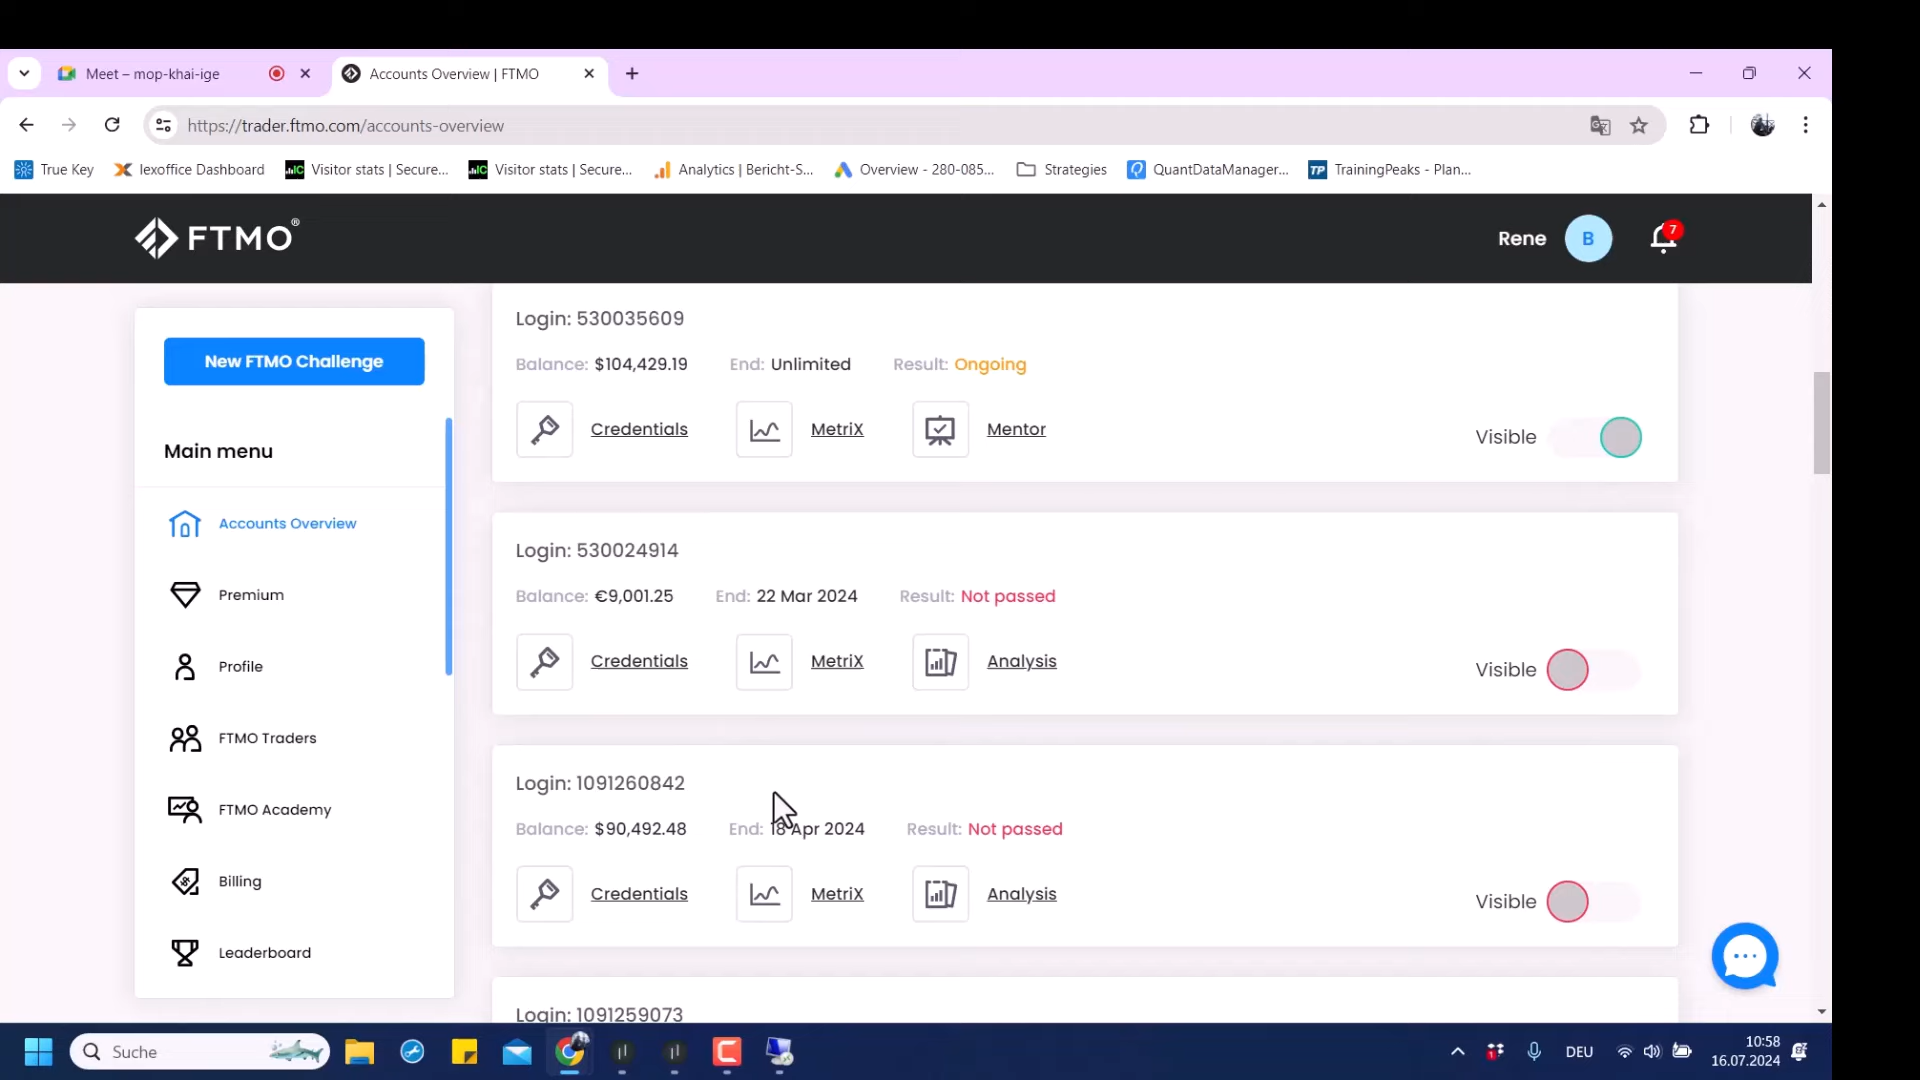 Meet – mop-khai-ige
Accounts Overview | FTMO
https://trader.ftmo.com/accounts-overview
True Key
lexoffice Dashboard
Visitor stats | Secure...
Visitor stats | Secure...
Analytics | Bericht-S...
Overview - 280-085...
Strategies
QuantDataManager...
TP
TrainingPeaks - Plan...
FTMO®
Rene
B
7
New FTMO Challenge
Main menu
Accounts Overview
Premium
Profile
FTMO Traders
FTMO Academy
Billing
Leaderboard
Login: 530035609
Balance: $104,429.19 End: Unlimited Result: Ongoing
Credentials MetriX Mentor
Visible
Login: 530024914
Balance: €9,001.25 End: 22 Mar 2024 Result: Not passed
Credentials MetriX Analysis
Visible
Login: 1091260842
Balance: $90,492.48 End: 18 Apr 2024 Result: Not passed
Credentials MetriX Analysis
Visible
Login: 1091259073
Suche
DEU
10:58
16.07.2024